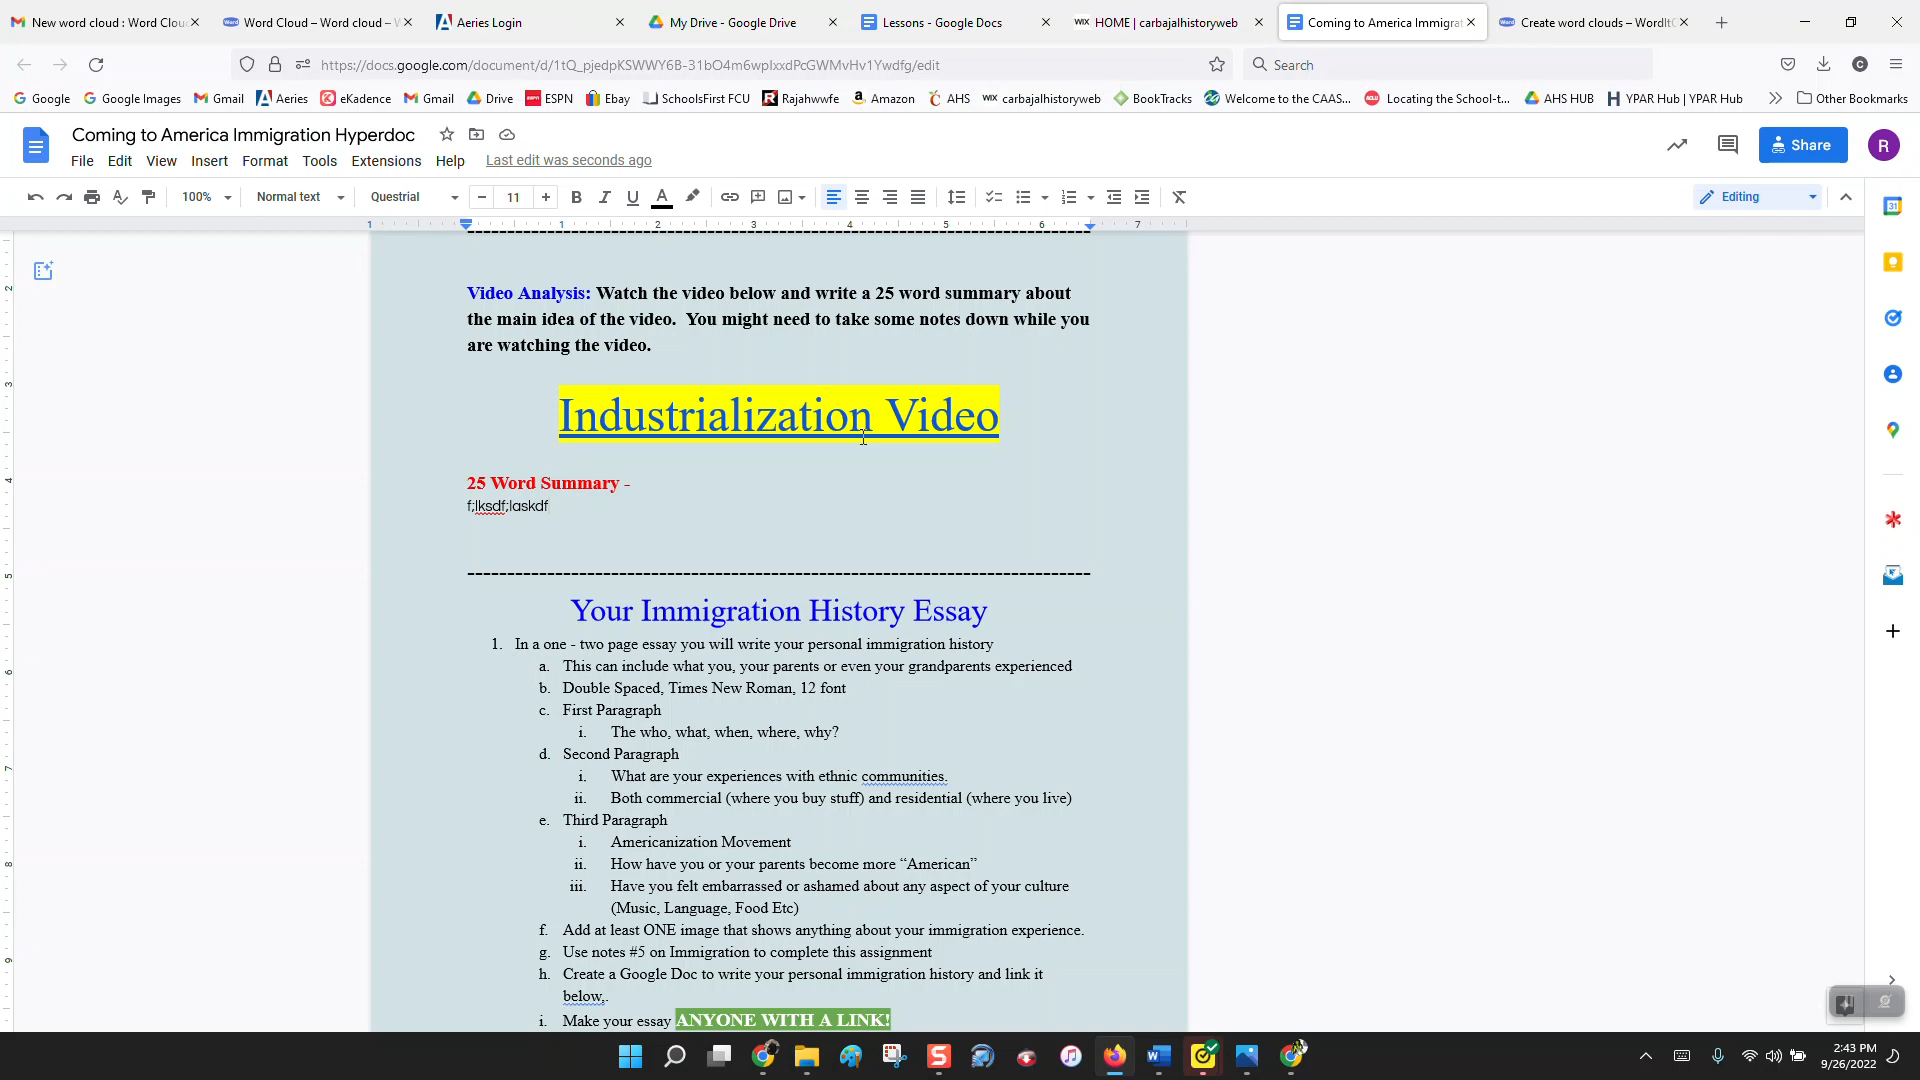 New word cloud : Word Clou
Word Cloud – Word cloud –
Aeries Login
My Drive - Google Drive
Lessons - Google Docs
HOME | carbajalhistoryweb
Coming to America Immigrat
Create word clouds – WordItO
https://docs.google.com/document/d/1tQ_pjedpKSWWY6B-31bO4m6wpIxxdPcGWMvHv1Ywdfg/edit
Search
Google Google Images Gmail Aeries eKadence Gmail Drive ESPN Ebay SchoolsFirst FCU Rajahwwfe Amazon AHS carbajalhistoryweb BookTracks Welcome to the CAAS... Locating the School-t... AHS HUB YPAR Hub | YPAR Hub Other Bookmarks
Coming to America Immigration Hyperdoc
File Edit View Insert Format Tools Extensions Help Last edit was seconds ago
Share
R
100% Normal text Questrial 11 Editing
1 1 2 3 4 5 6 7
Video Analysis: Watch the video below and write a 25 word summary about
the main idea of the video. You might need to take some notes down while you
are watching the video.
Industrialization Video
25 Word Summary -
f;lksdf;laskdf
Your Immigration History Essay
1. In a one - two page essay you will write your personal immigration history
a. This can include what you, your parents or even your grandparents experienced
b. Double Spaced, Times New Roman, 12 font
c. First Paragraph
i. The who, what, when, where, why?
d. Second Paragraph
i. What are your experiences with ethnic communities.
ii. Both commercial (where you buy stuff) and residential (where you live)
e. Third Paragraph
i. Americanization Movement
ii. How have you or your parents become more “American”
iii. Have you felt embarrassed or ashamed about any aspect of your culture
(Music, Language, Food Etc)
f. Add at least ONE image that shows anything about your immigration experience.
g. Use notes #5 on Immigration to complete this assignment
h. Create a Google Doc to write your personal immigration history and link it
below,.
i. Make your essay ANYONE WITH A LINK!
2:43 PM
9/26/2022